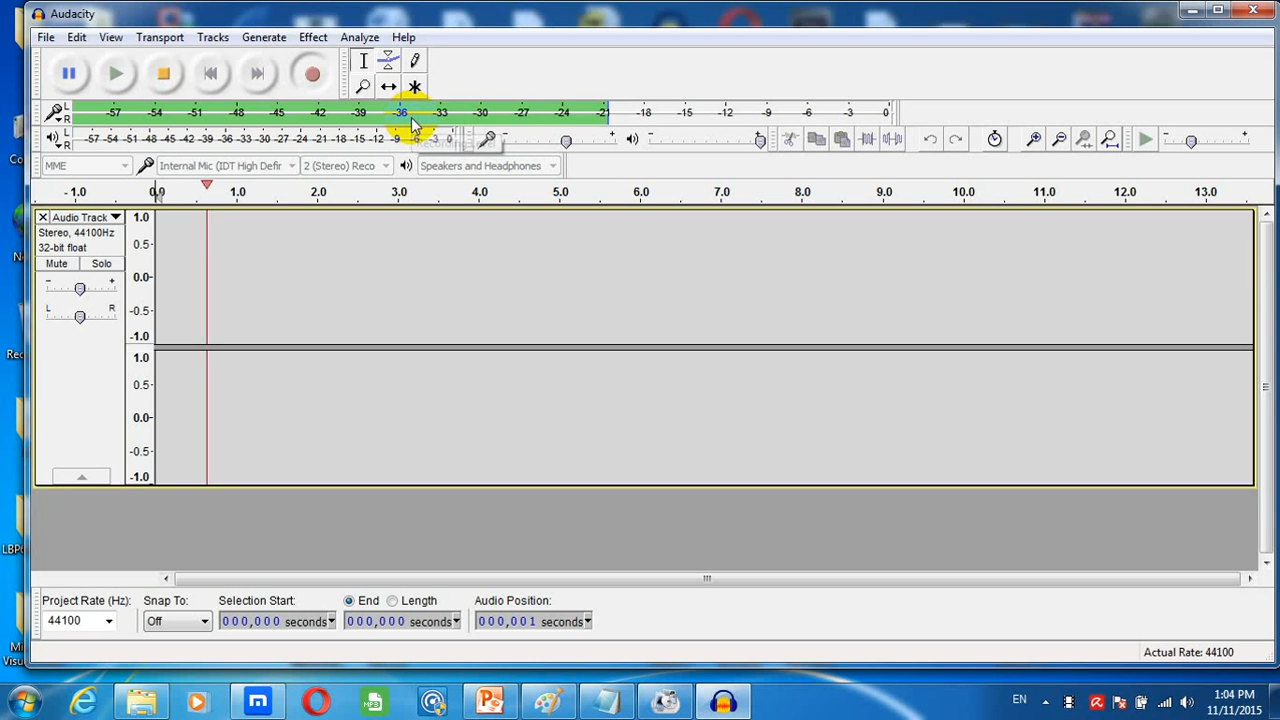 Audacity
File Edit View Transport Tracks Generate Effect Analyze Help
L -57 -54 -51 -48 -45 -42 -39 -36 -33 -30 -27 -24 -21 -18 -15 -12 -9 -6 -3 0
R
L -57 -54 -51 -48 -45 -42 -39 -36 -33 -30 -27 -24 -21 -18 -15 -12 -9 -6 -3 0
R
MME Internal Mic (IDT High Defir 2 (Stereo) Reco Speakers and Headphones
- 1.0 0.0 1.0 2.0 3.0 4.0 5.0 6.0 7.0 8.0 9.0 10.0 11.0 12.0 13.0
Audio Track 1.0
Stereo, 44100Hz
32-bit float 0.5-
Mute Solo
0.0-
L R
-0.5-
-1.0
1.0
0.5-
0.0-
-0.5-
-1.0
Project Rate (Hz): Snap To: Selection Start: End Length Audio Position:
44100 Off 000,000 seconds 000,000 seconds 000,001 seconds
Actual Rate: 44100
EN 1:04 PM
11/11/2015